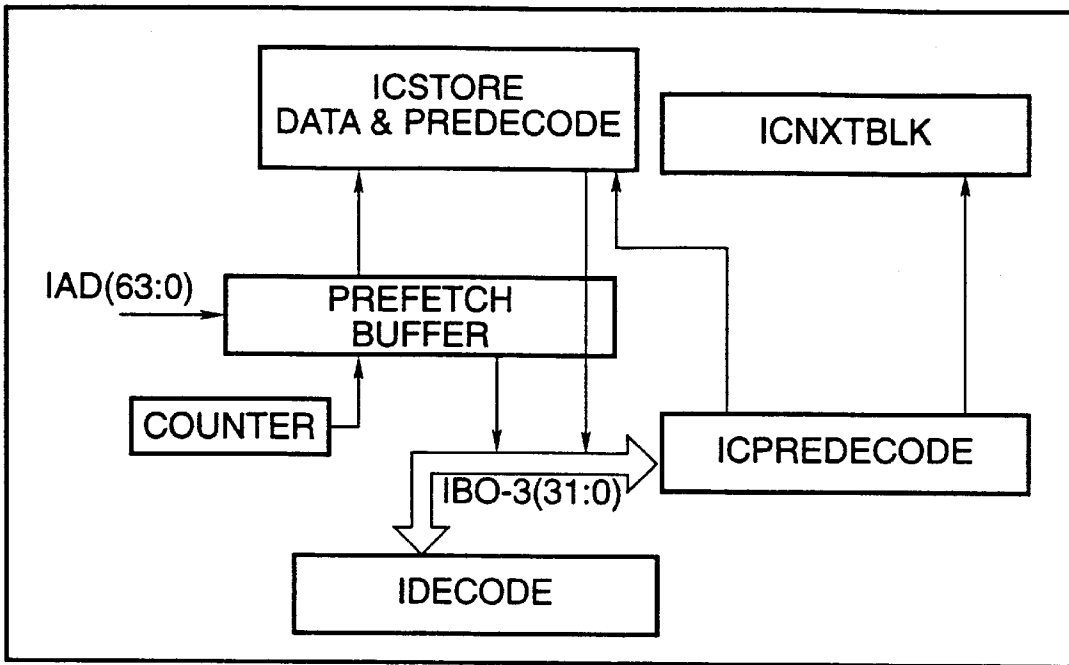 ICSTORE
DATA & PREDECODE
ICNXTBLK
IAD(63:0)
PREFETCH
BUFFER
COUNTER
ICPREDECODE
IBO-3(31:0)
IDECODE